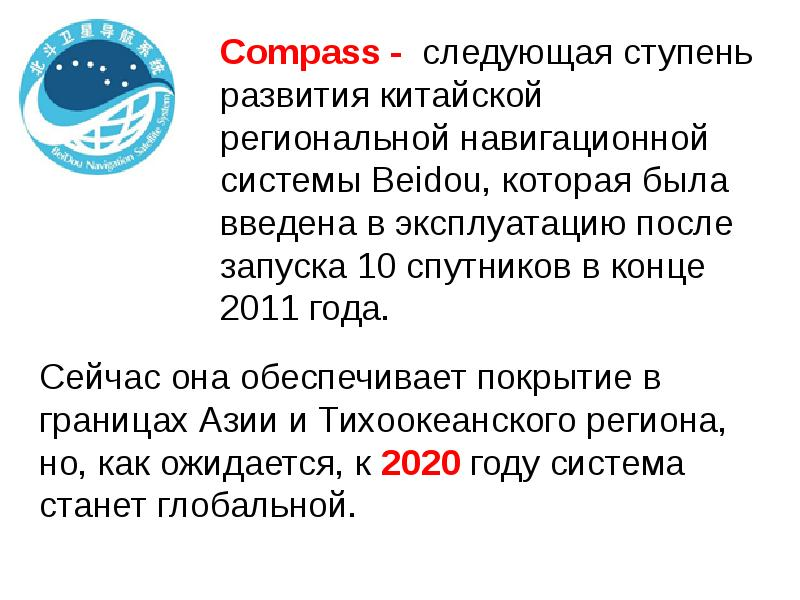 北斗卫星导航系统
BeiDou Navigation Satellite System
Compass - следующая ступень
развития китайской
региональной навигационной
системы Beidou, которая была
введена в эксплуатацию после
запуска 10 спутников в конце
2011 года.
Сейчас она обеспечивает покрытие в
границах Азии и Тихоокеанского региона,
но, как ожидается, к 2020 году система
станет глобальной.